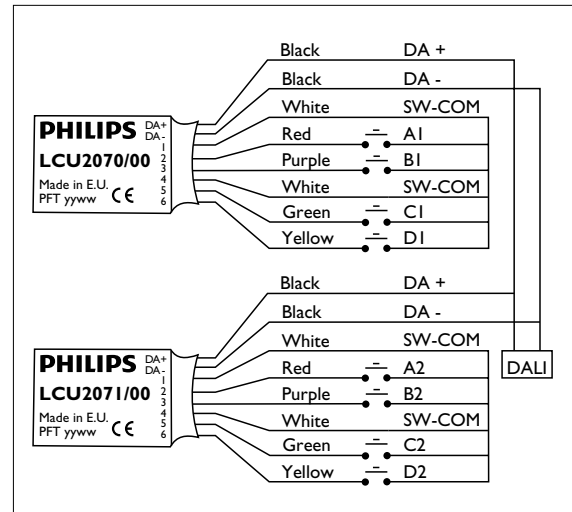 Black DA +
Black DA -
White SW-COM
Red A1
Purple B1
White SW-COM
Green C1
Yellow D1
PHILIPS
LCU2070/00
Made in E.U.
PFT yyww CE
DA+
DA-
1
2
3
4
5
6
Black DA +
Black DA -
White SW-COM
Red A2
Purple B2
White SW-COM
Green C2
Yellow D2
PHILIPS
LCU2071/00
Made in E.U.
PFT yyww CE
DA+
DA-
1
2
3
4
5
6
DALI